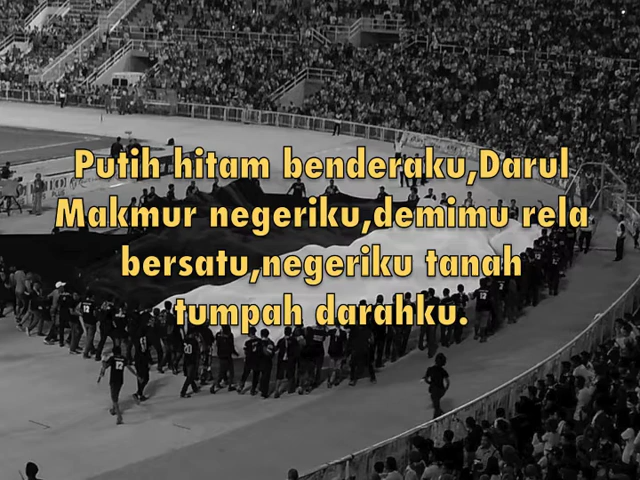 Putih hitam benderaku,Darul
Makmur negeriku,demimu rela
bersatu,negeriku tanah
tumpah darahku.